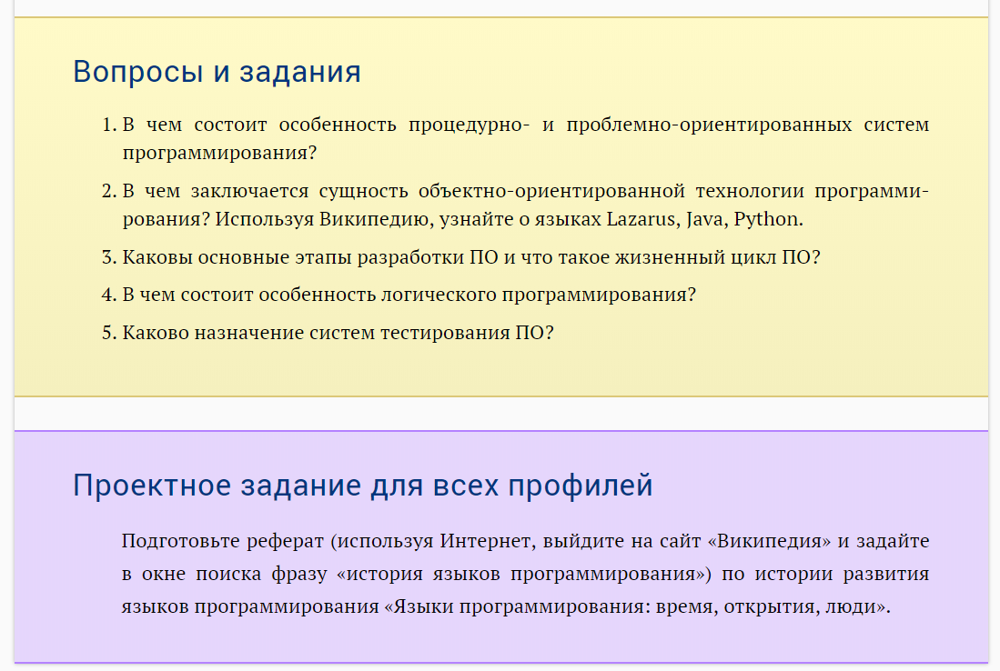 Вопросы и задания
1. В чем состоит особенность процедурно- и проблемно-ориентированных систем
программирования?
2. В чем заключается сущность объектно-ориентированной технологии программи-
рования? Используя Википедию, узнайте о языках Lazarus, Java, Python.
3. Каковы основные этапы разработки ПО и что такое жизненный цикл ПО?
4. В чем состоит особенность логического программирования?
5. Каково назначение систем тестирования ПО?
Проектное задание для всех профилей
Подготовьте реферат (используя Интернет, выйдите на сайт «Википедия» и задайте
в окне поиска фразу «история языков программирования») по истории развития
языков программирования «Языки программирования: время, открытия, люди».